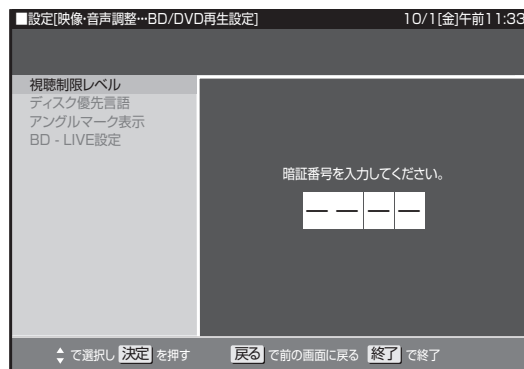 ■設定[映像・音声調整…BD/DVD再生設定] 10/1[金]午前11:33
視聴制限レベル
ディスク優先言語
アングルマーク表示
BD - LIVE設定
暗証番号を入力してください。
— — — —
で選択し 決定 を押す 戻る で前の画面に戻る 終了 で終了